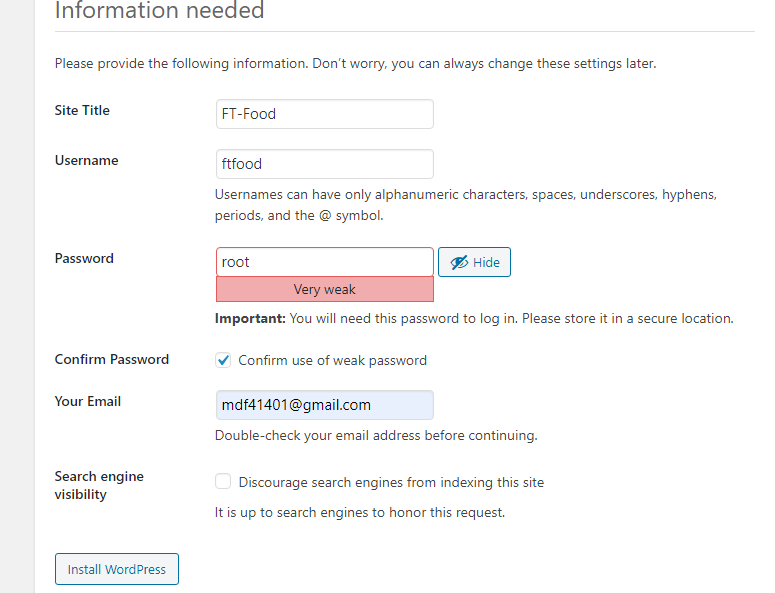 Information needed
Please provide the following information. Don’t worry, you can always change these settings later.
Site Title
FT-Food
Username
ftfood
Usernames can have only alphanumeric characters, spaces, underscores, hyphens,
periods, and the @ symbol.
Password
root
Hide
Very weak
Important: You will need this password to log in. Please store it in a secure location.
Confirm Password
Confirm use of weak password
Your Email
mdf41401@gmail.com
Double-check your email address before continuing.
Search engine
visibility
Discourage search engines from indexing this site
It is up to search engines to honor this request.
Install WordPress